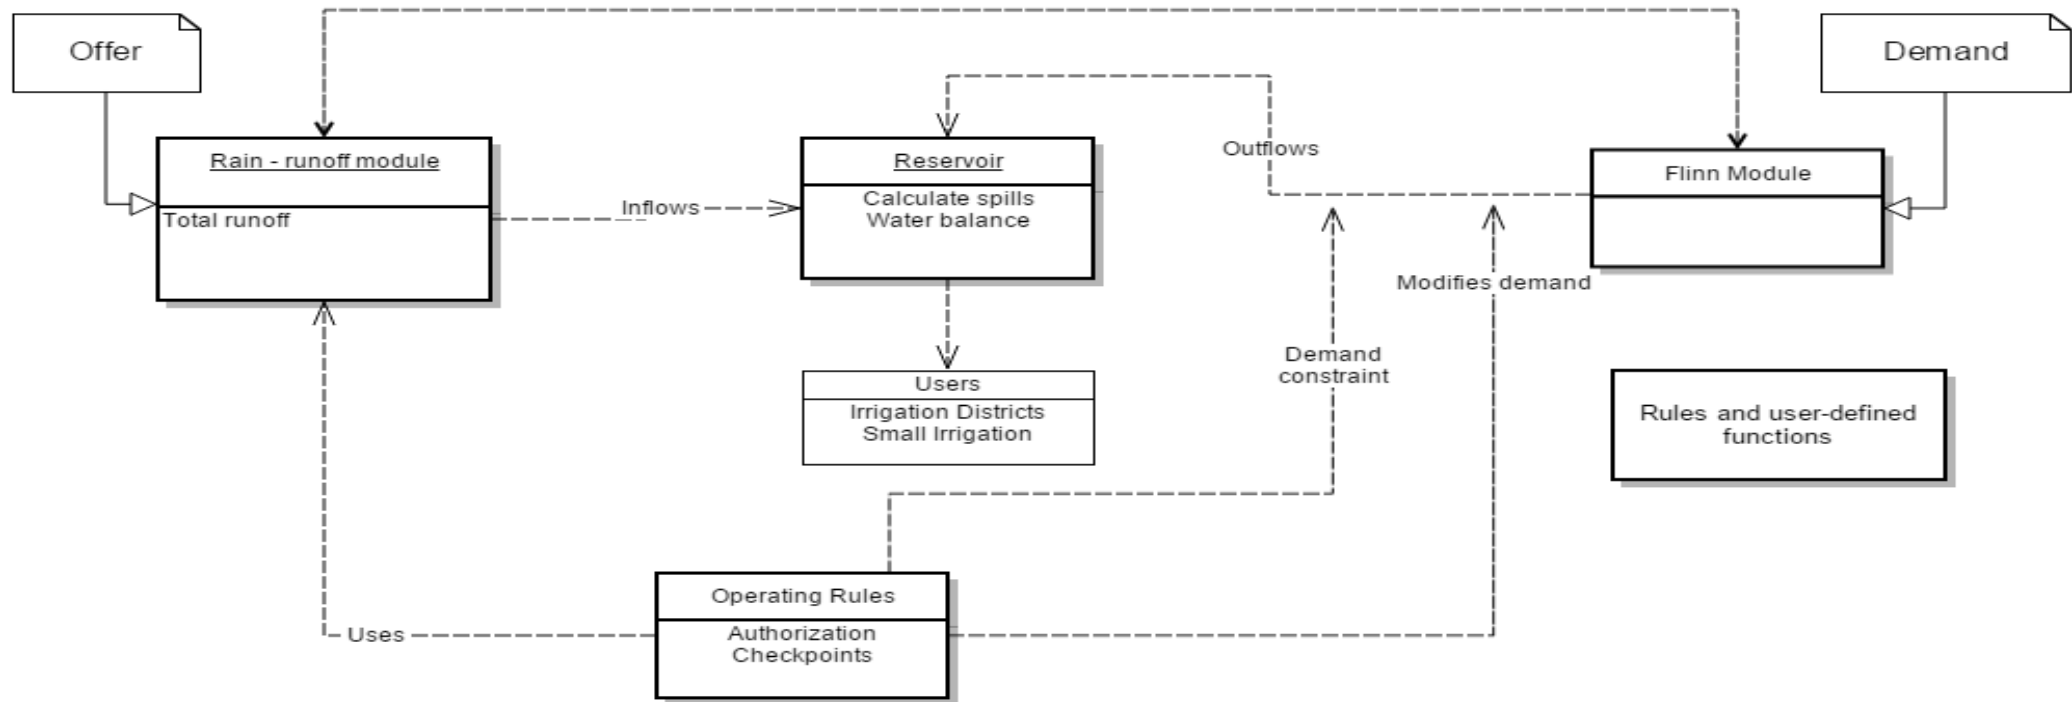 Offer
Demand
Rain - runoff module
Total runoff
Inflows
Reservoir
Calculate spills
Water balance
Outflows
Flinn Module
Modifies demand
Demand
constraint
Users
Irrigation Districts
Small Irrigation
Rules and user-defined
functions
Operating Rules
Authorization
Checkpoints
Uses